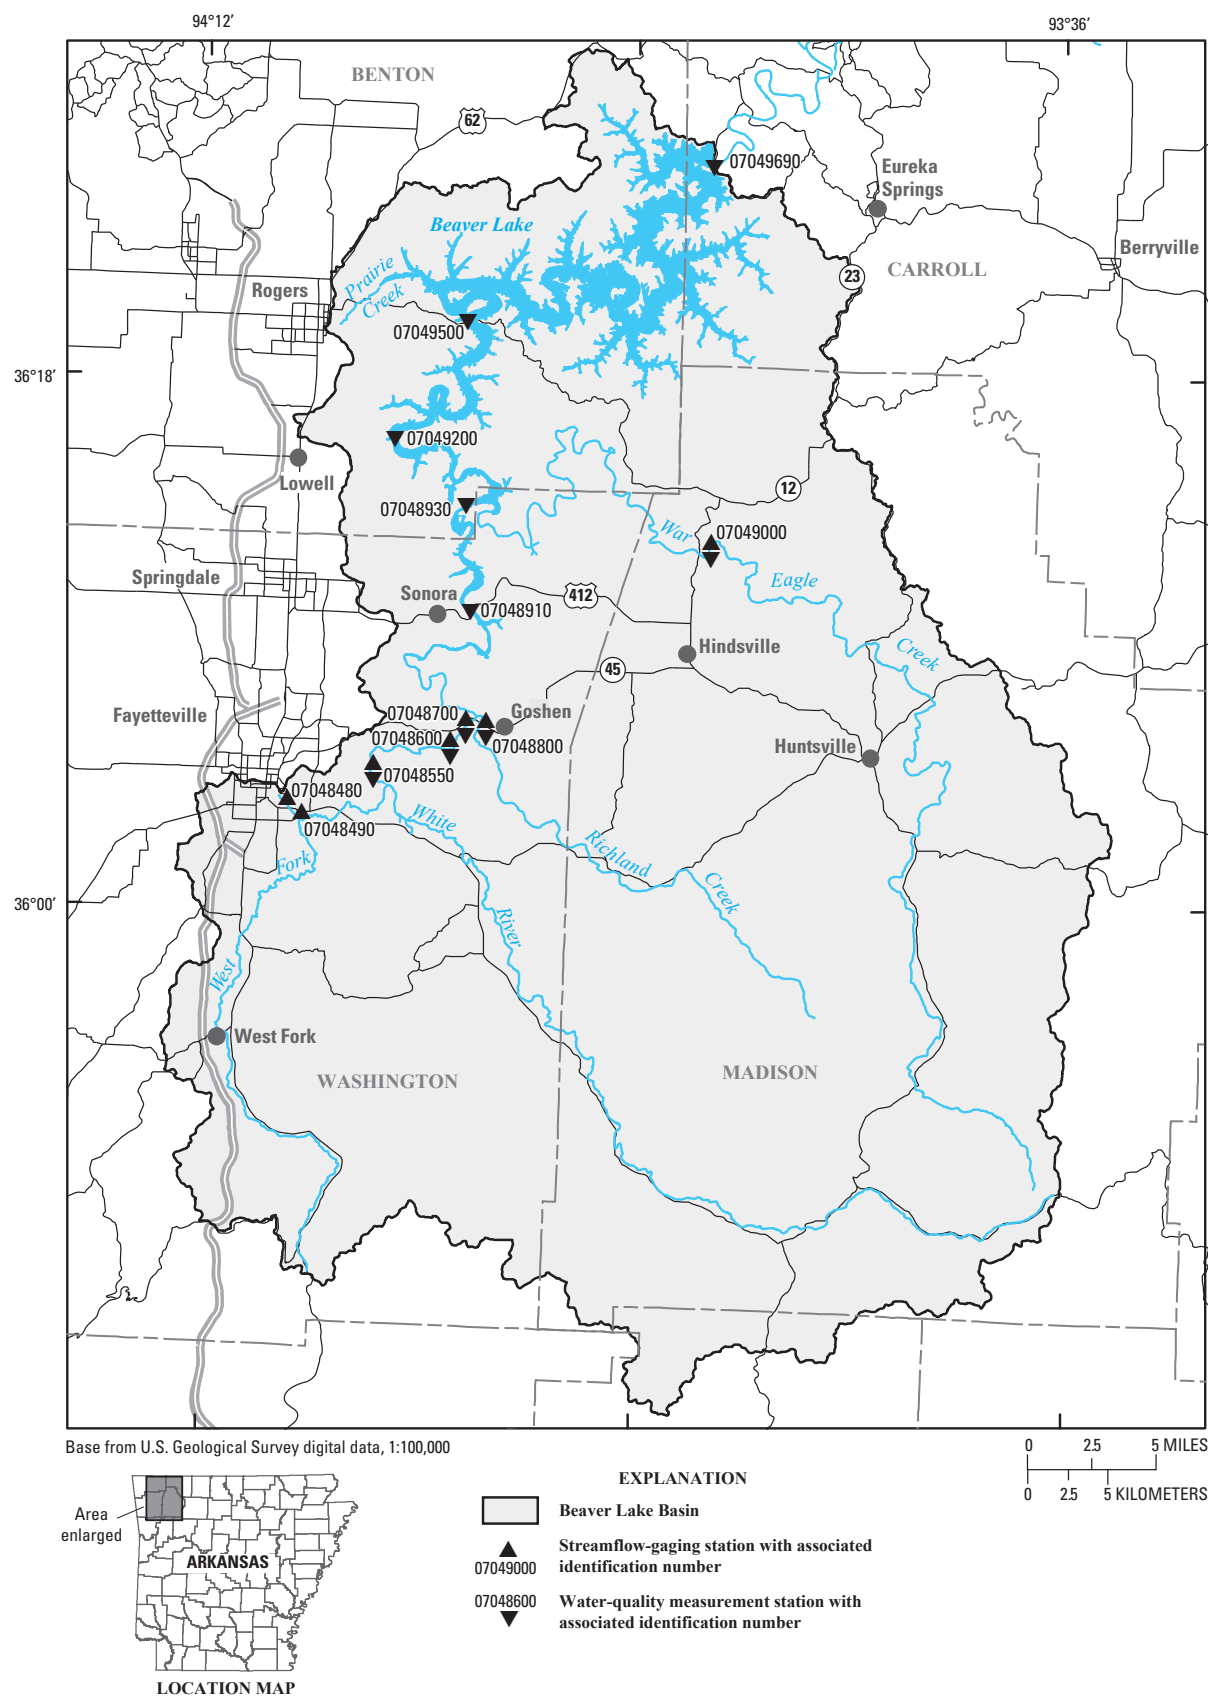 94°12′
93°36′
BENTON
62
07049690
Eureka
Springs
Beaver Lake
Berryville
23
CARROLL
Prairie
Creek
Rogers
07049500
36°18′
07049200
Lowell
12
07048930
War
07049000
Springdale
Eagle
Sonora
412
07048910
Creek
Hindsville
45
Fayetteville
07048700
Goshen
07048600
07048800
Huntsville
07048550
07048480
White
07048490
Richland
Fork
Creek
36°00′
River
West
West Fork
WASHINGTON
MADISON
Base from U.S. Geological Survey digital data, 1:100,000
0 2.5 5 MILES
0 2.5 5 KILOMETERS
Area
enlarged
ARKANSAS
LOCATION MAP
EXPLANATION
Beaver Lake Basin
07049000
Streamflow-gaging station with associated
identification number
07048600
Water-quality measurement station with
associated identification number